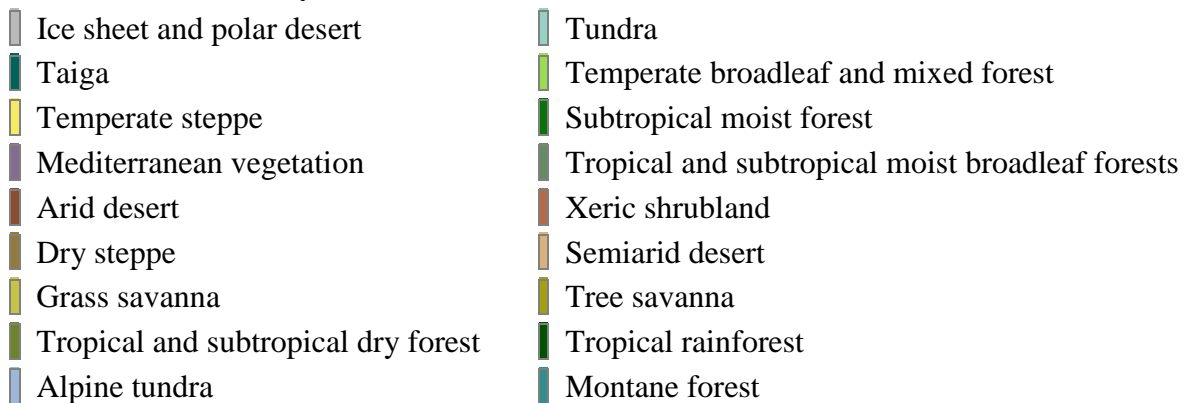 Ice sheet and polar desert
Tundra
Taiga
Temperate broadleaf and mixed forest
Temperate steppe
Subtropical moist forest
Mediterranean vegetation
Tropical and subtropical moist broadleaf forests
Arid desert
Xeric shrubland
Dry steppe
Semiarid desert
Grass savanna
Tree savanna
Tropical and subtropical dry forest
Tropical rainforest
Alpine tundra
Montane forest